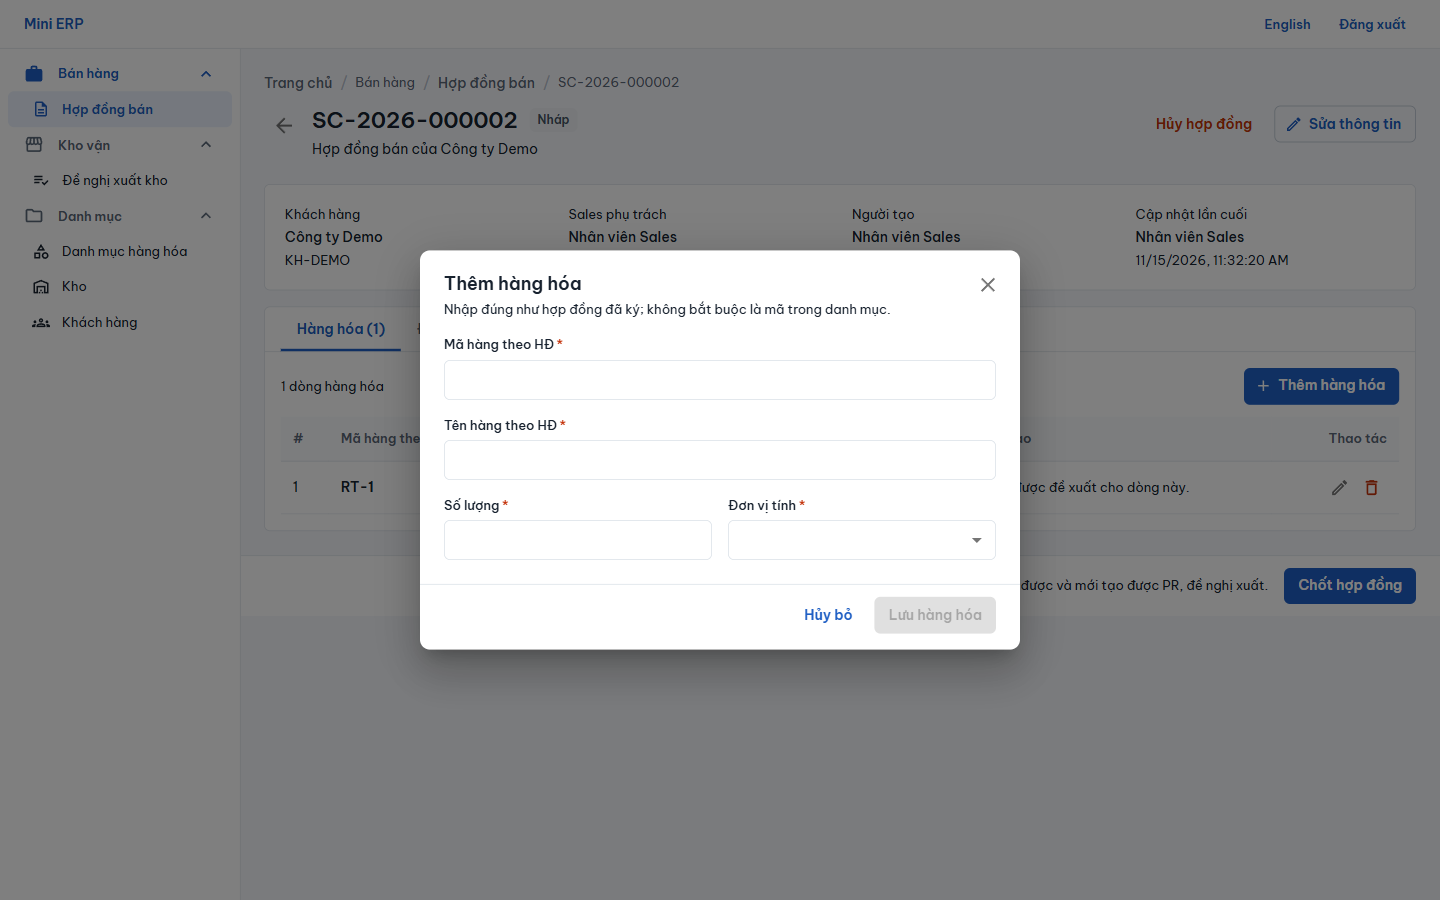 Mini ERP
English
Đăng xuất
Bán hàng
Hợp đồng bán
Kho vận
Đề nghị xuất kho
Danh mục
Danh mục hàng hóa
Kho
Khách hàng
Trang chủ / Bán hàng / Hợp đồng bán / SC-2026-000002
SC-2026-000002 Nháp
Hợp đồng bán của Công ty Demo
Hủy hợp đồng
Sửa thông tin
Khách hàng
Công ty Demo
KH-DEMO
Sales phụ trách
Nhân viên Sales
Người tạo
Nhân viên Sales
Cập nhật lần cuối
Nhân viên Sales
11/15/2026, 11:32:20 AM
Hàng hóa (1)
1 dòng hàng hóa
Thêm hàng hóa
# Mã hàng the
Thao tác
1 RT-1
được đề xuất cho dòng này.
được và mới tạo được PR, đề nghị xuất.
Chốt hợp đồng
Thêm hàng hóa
Nhập đúng như hợp đồng đã ký; không bắt buộc là mã trong danh mục.
Mã hàng theo HĐ *
Tên hàng theo HĐ *
Số lượng *
Đơn vị tính *
Hủy bỏ
Lưu hàng hóa